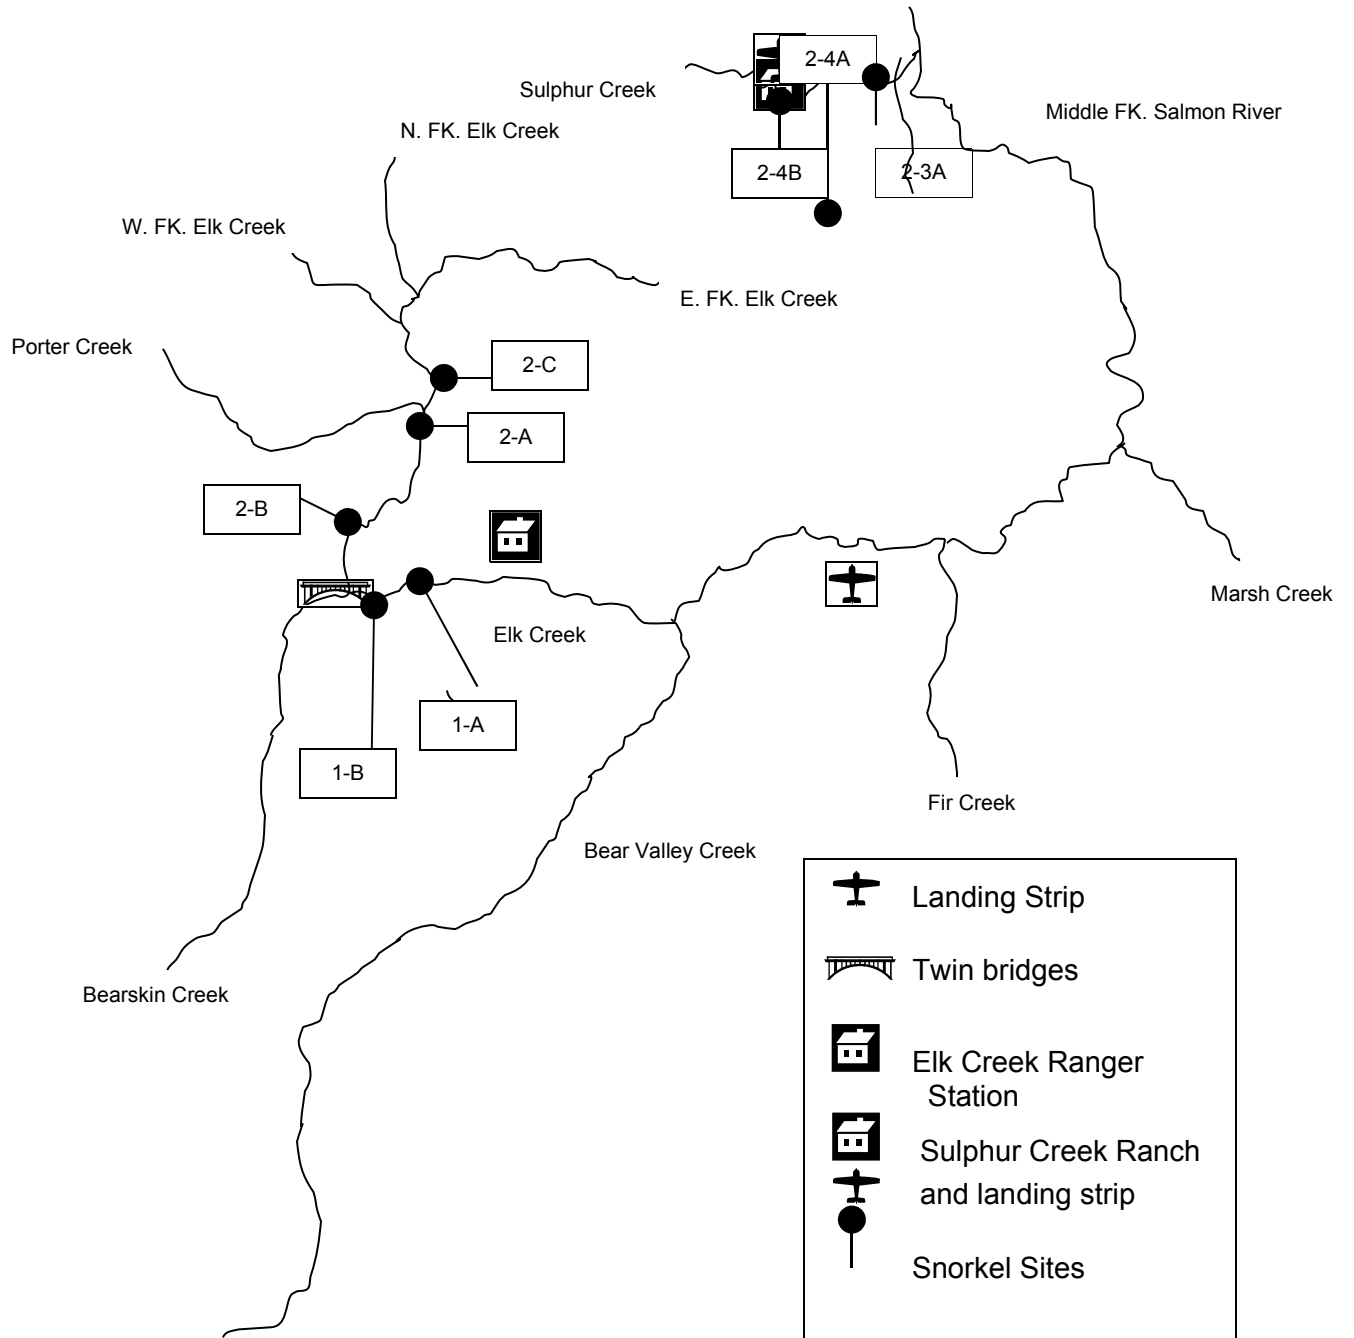 2-4A
Sulphur Creek
Middle FK. Salmon River
N. FK. Elk Creek
2-4B
2-3A
W. FK. Elk Creek
E. FK. Elk Creek
Porter Creek
2-C
2-A
2-B
Marsh Creek
Elk Creek
1-A
1-B
Fir Creek
Bear Valley Creek
Bearskin Creek
Landing Strip
Twin bridges
Elk Creek Ranger
Station
Sulphur Creek Ranch
and landing strip
Snorkel Sites